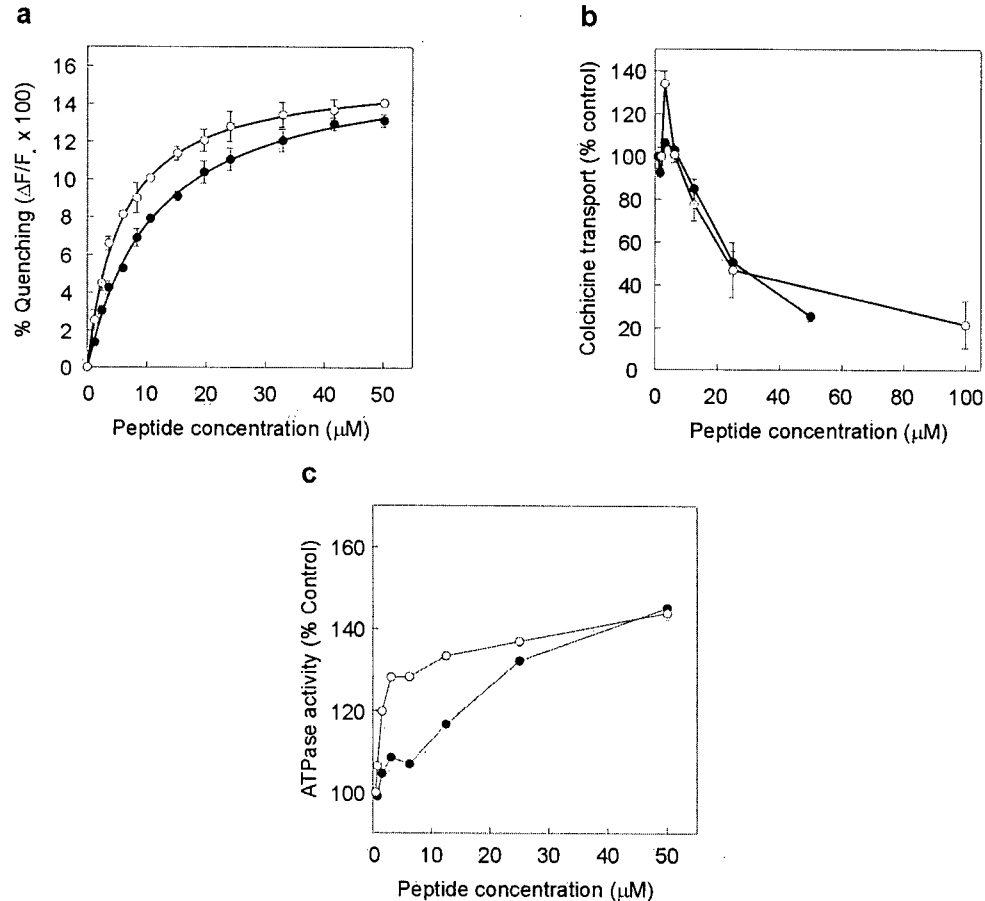 a
% Quenching (ΔF/F. x 100)
16
14
12
10
8
6
4
2
0
0 10 20 30 40 50
Peptide concentration (μM)
b
Colchicine transport (% control)
140
120
100
80
60
40
20
0
0 20 40 60 80 100
Peptide concentration (μM)
c
ATPase activity (% Control)
160
140
120
100
0 10 20 30 40 50
Peptide concentration (μM)